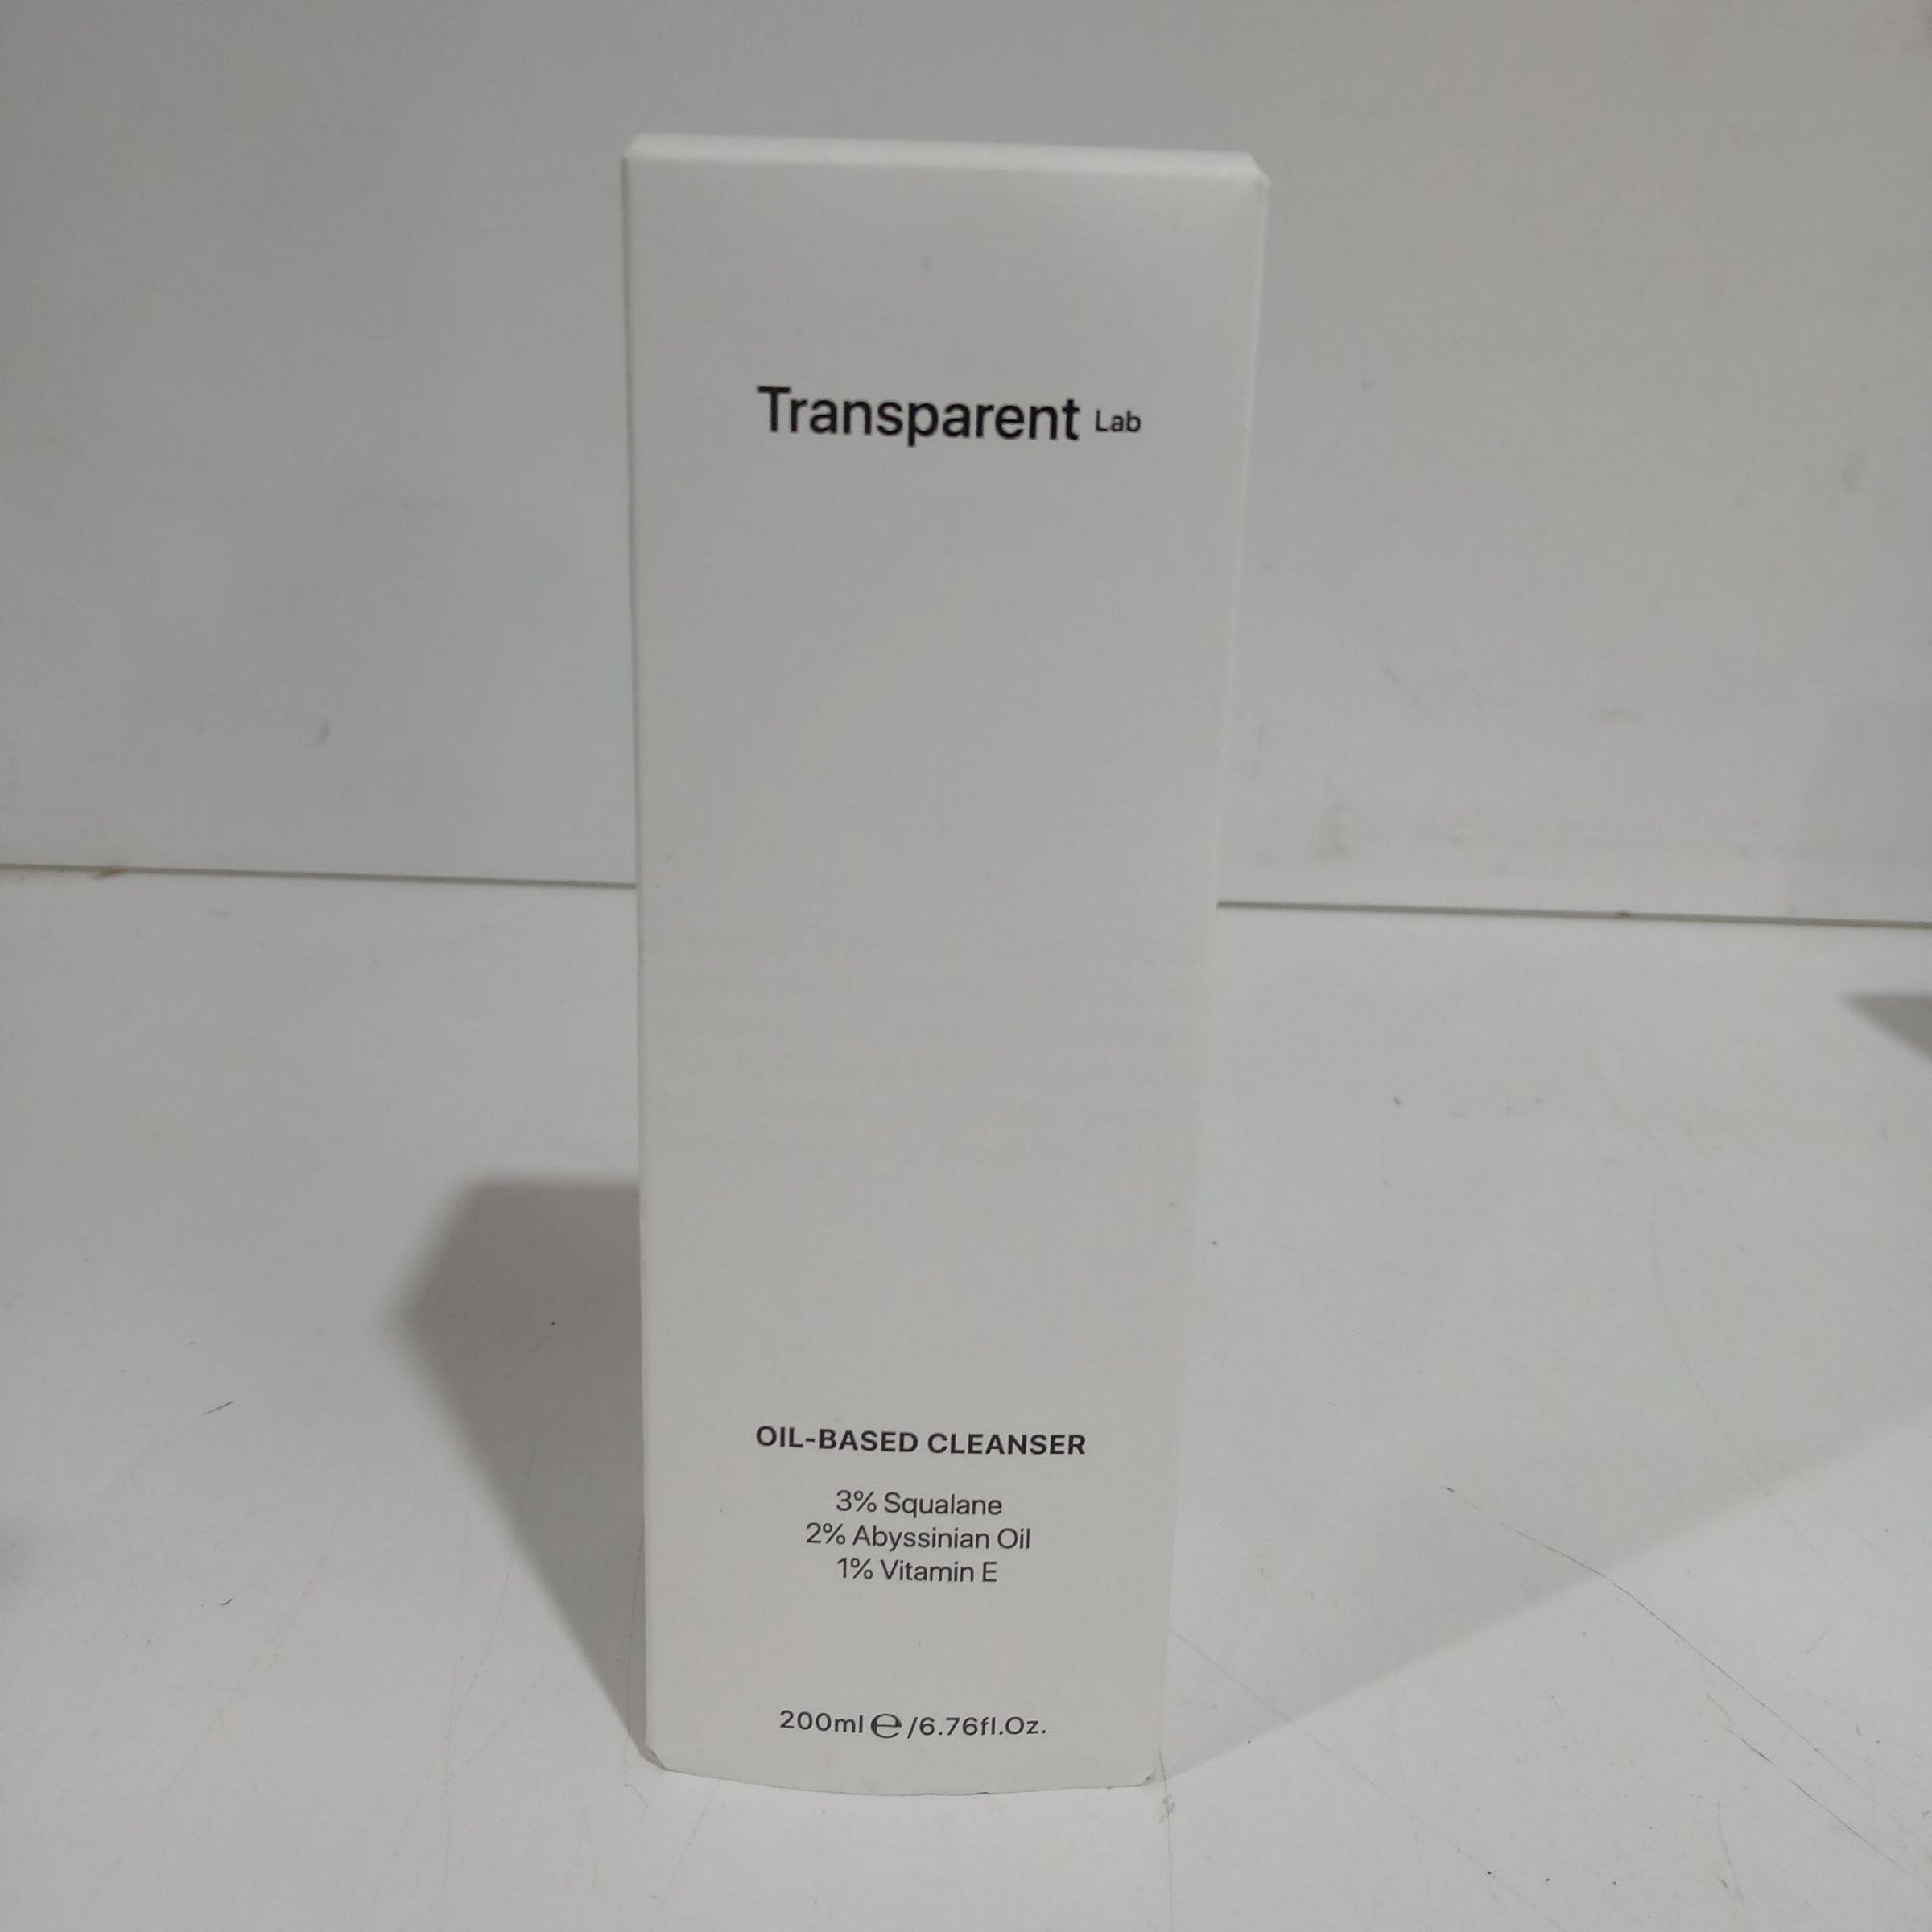 Transparent Lab
OIL-BASED CLEANSER
3% Squalane
2% Abyssinian Oil
1% Vitamin E
200ml℮/6.76fl.Oz.